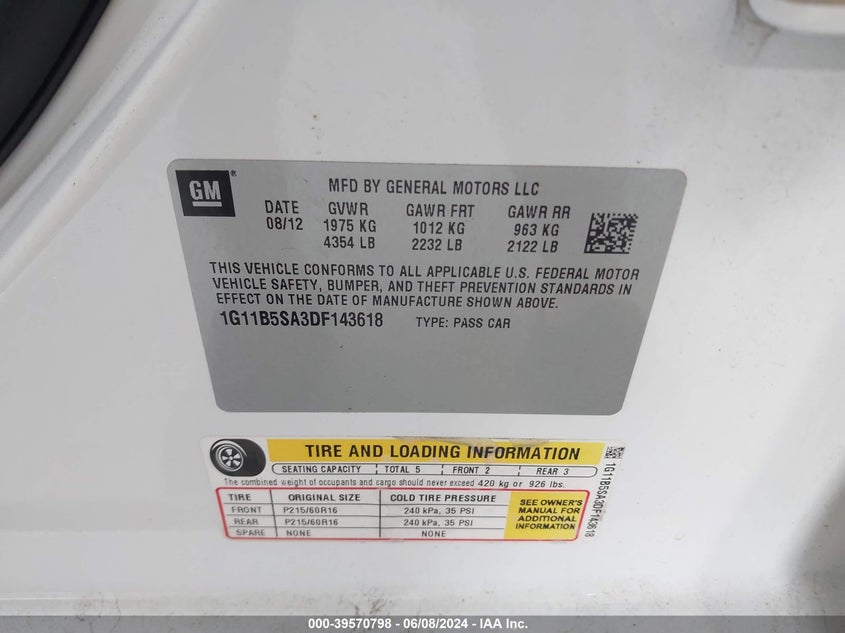 GM®
MFD BY GENERAL MOTORS LLC
DATE GVWR GAWR FRT GAWR RR
08/12 1975 KG 1012 KG 963 KG
4354 LB 2232 LB 2122 LB
THIS VEHICLE CONFORMS TO ALL APPLICABLE U.S. FEDERAL MOTOR
VEHICLE SAFETY, BUMPER, AND THEFT PREVENTION STANDARDS IN
EFFECT ON THE DATE OF MANUFACTURE SHOWN ABOVE.
1G11B5SA3DF143618 TYPE: PASS CAR
TIRE AND LOADING INFORMATION
SEATING CAPACITY TOTAL 5 FRONT 2 REAR 3
The combined weight of occupants and cargo should never exceed 420 kg or 926 lbs.
TIRE ORIGINAL SIZE COLD TIRE PRESSURE
FRONT P215/60R16 240 kPa, 35 PSI
REAR P215/60R16 240 kPa, 35 PSI
SPARE NONE NONE
SEE OWNER'S
MANUAL FOR
ADDITIONAL
INFORMATION
1G11B5SA3DF143618
000-39570798 - 06/08/2024 - IAA Inc.